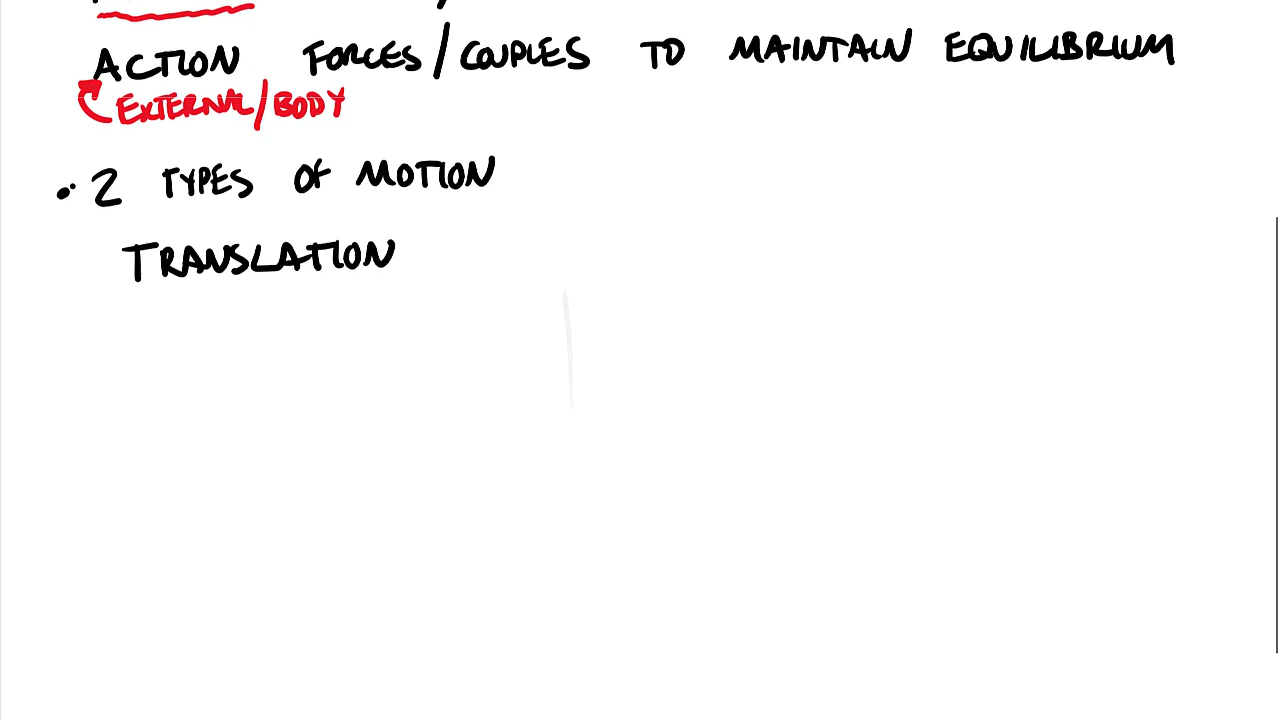 ACTION FORCES/COUPLES TO MAINTAIN EQUILIBRIUM
EXTERNAL/BODY
• 2 TYPES OF MOTION
TRANSLATION